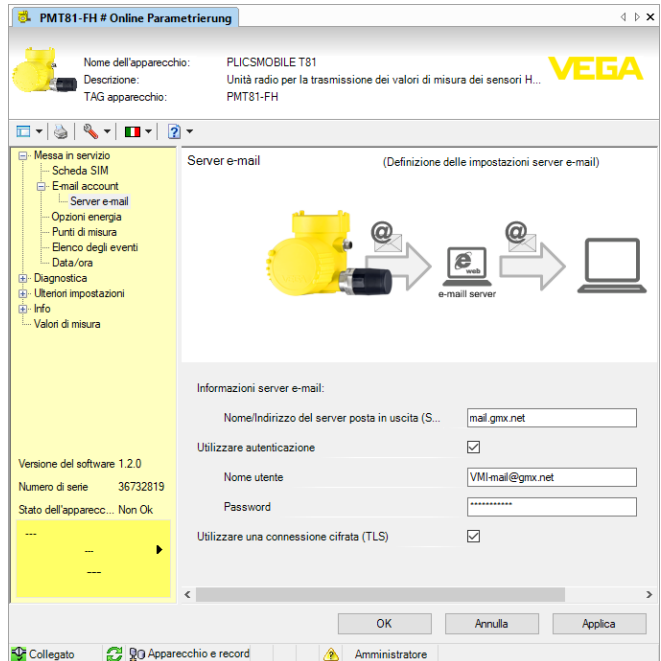 PMT81-FH # Online Parametrierung
Nome dell'apparecchio: PLICSMOBILE T81
Descrizione: Unità radio per la trasmissione dei valori di misura dei sensori H...
TAG apparecchio: PMT81-FH
VEGA
Messa in servizio
Scheda SIM
E-mail account
Server e-mail
Opzioni energia
Punti di misura
Elenco degli eventi
Data/ora
Diagnostica
Ulteriori impostazioni
Info
Valori di misura
Versione del software 1.2.0
Numero di serie 36732819
Stato dell'apparecc... Non Ok
---
---
---
Server e-mail (Definizione delle impostazioni server e-mail)
@ @
e web
e-maill server
Informazioni server e-mail:
Nome/Indirizzo del server posta in uscita (S... mail.gmx.net
Utilizzare autenticazione
Nome utente VMI-mail@gmx.net
Password ***********
Utilizzare una connessione cifrata (TLS)
OK Annulla Applica
Collegato Apparecchio e record Amministratore